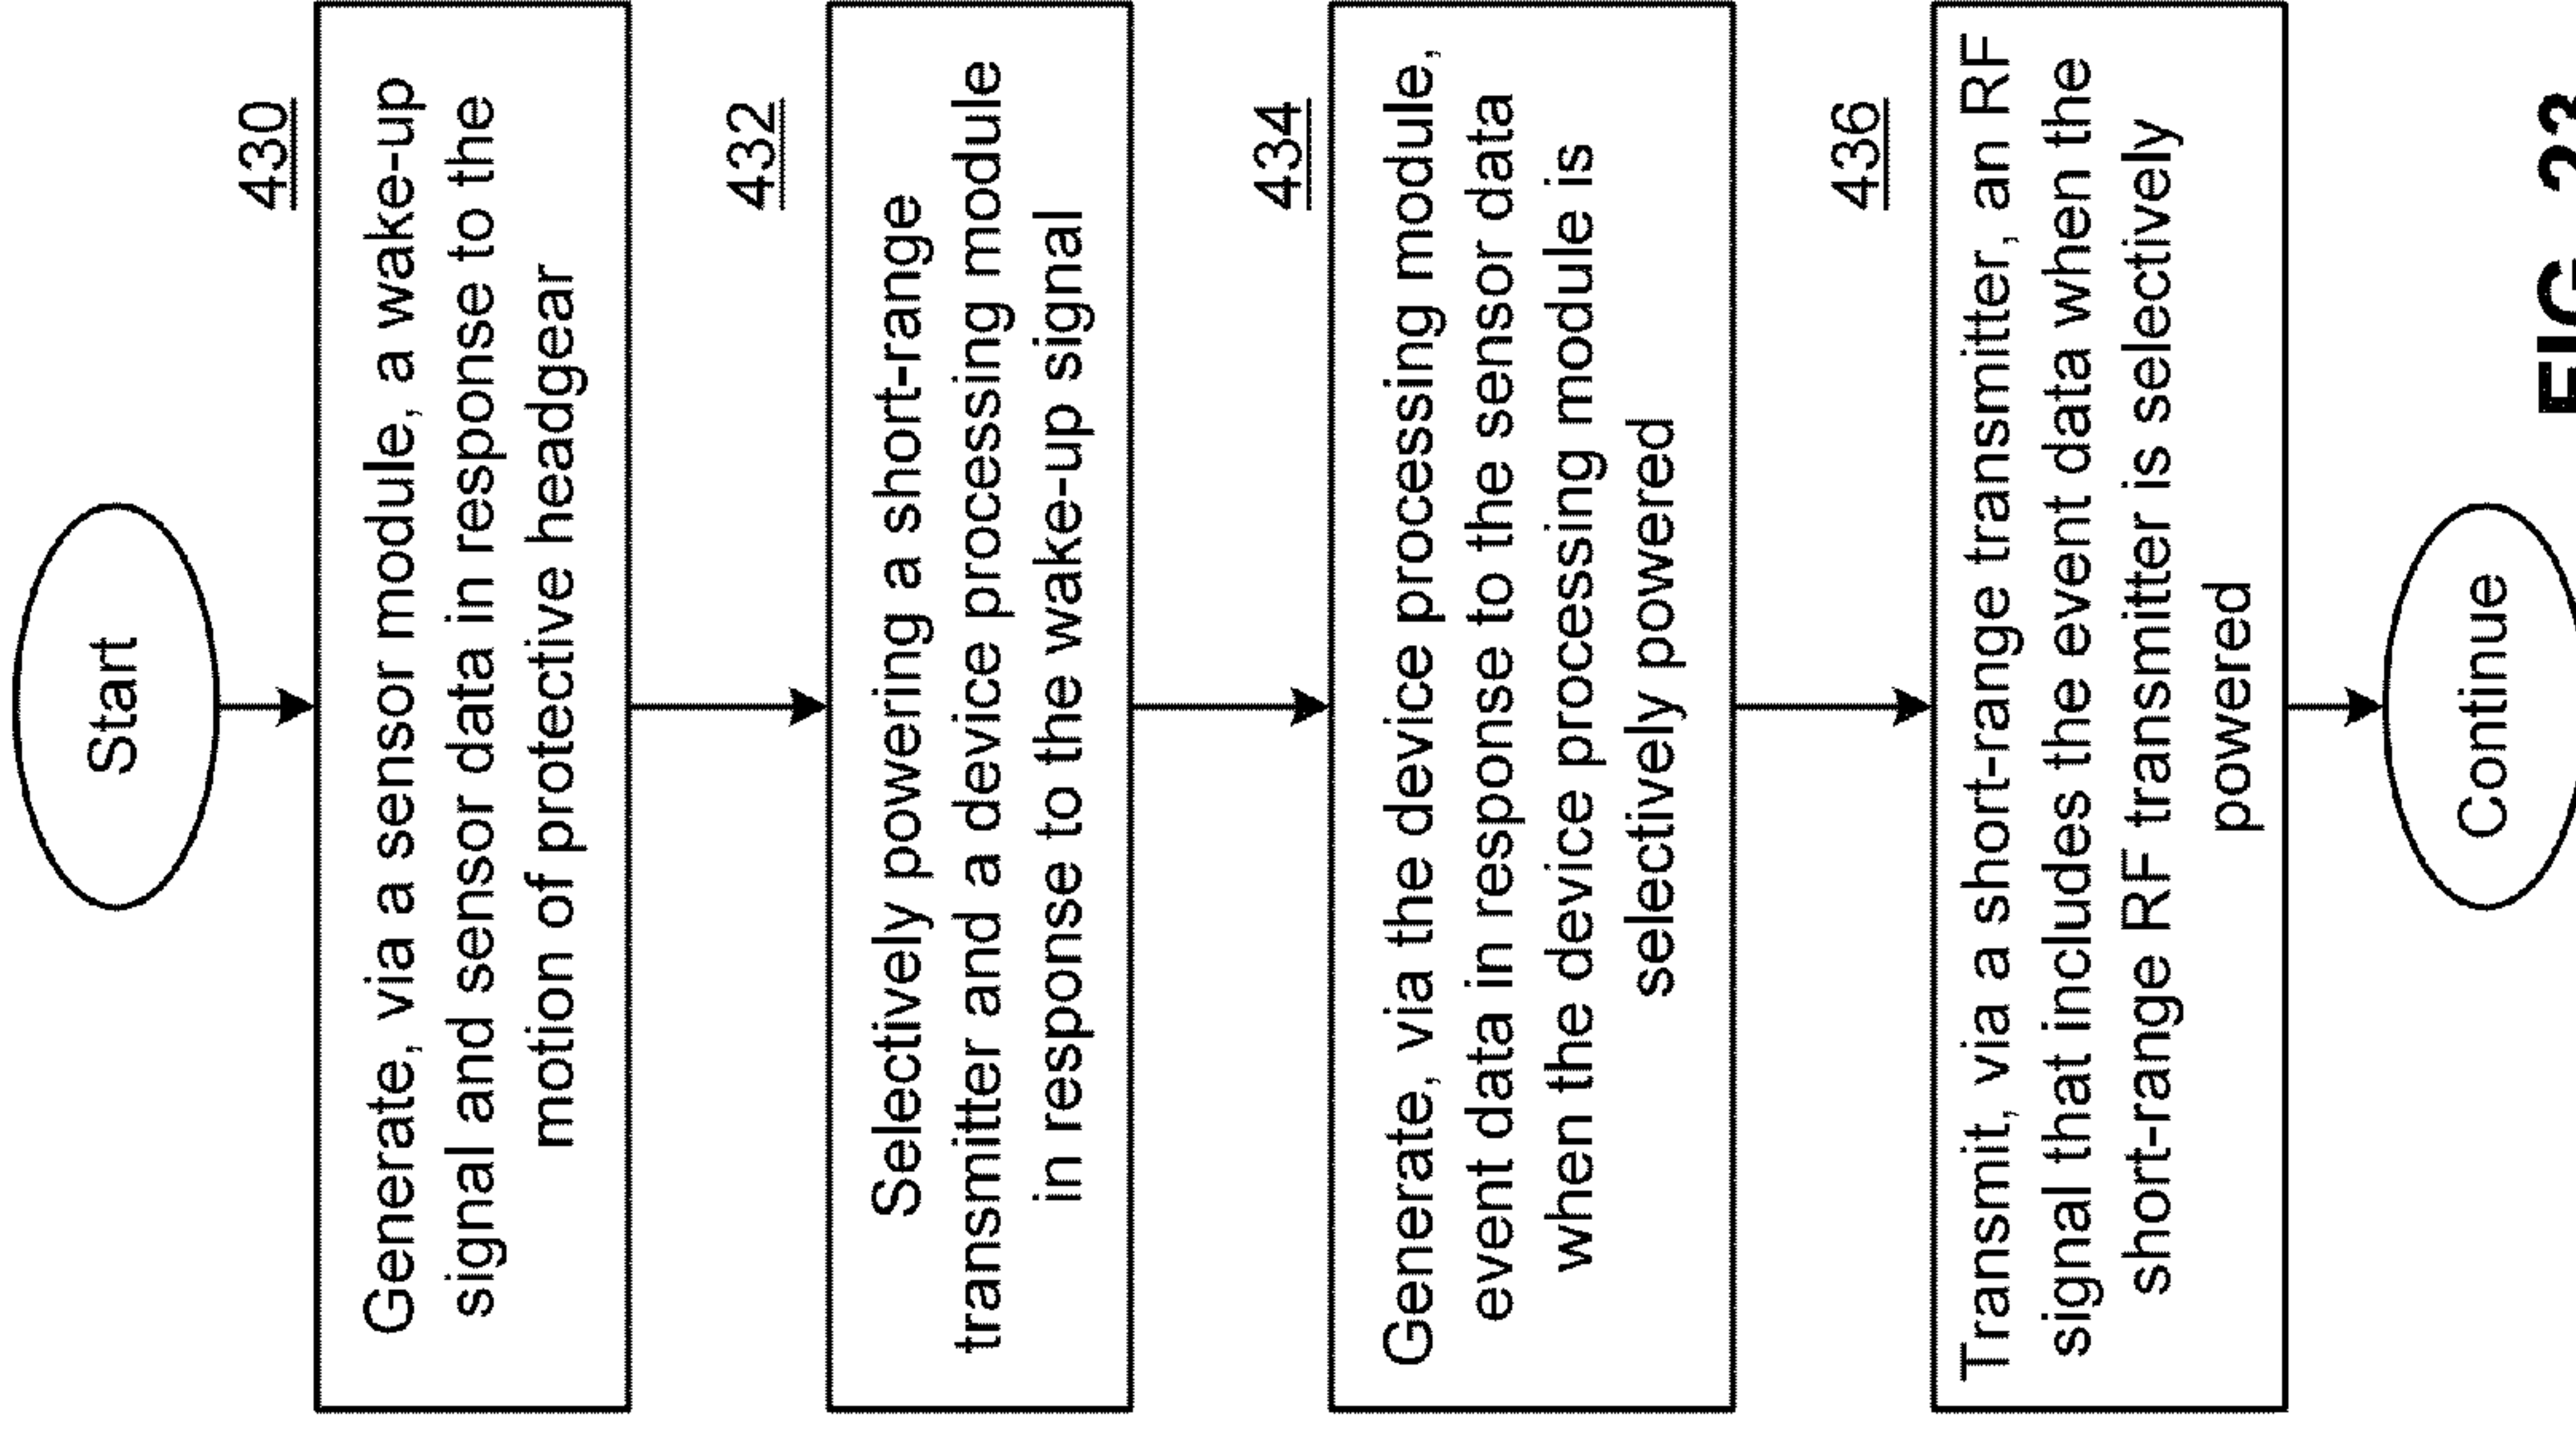 Start
430
Generate, via a sensor module, a wake-up
signal and sensor data in response to the
motion of protective headgear
432
Selectively powering a short-range
transmitter and a device processing module
in response to the wake-up signal
434
Generate, via the device processing module,
event data in response to the sensor data
when the device processing module is
selectively powered
436
Transmit, via a short-range transmitter, an RF
signal that includes the event data when the
short-range RF transmitter is selectively
powered
Continue
FIG. 23